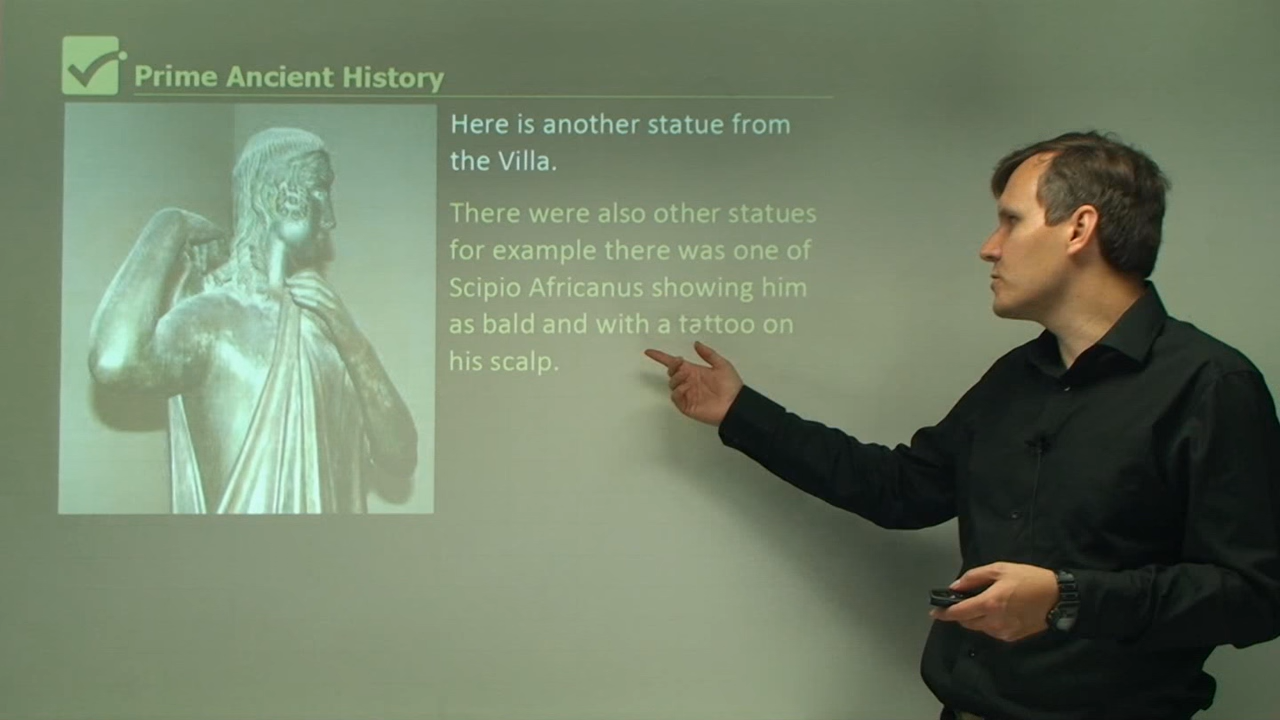 Prime Ancient History
Here is another statue from
the Villa.
There were also other statues
for example there was one of
Scipio Africanus showing him
as bald and with a tattoo on
his scalp.